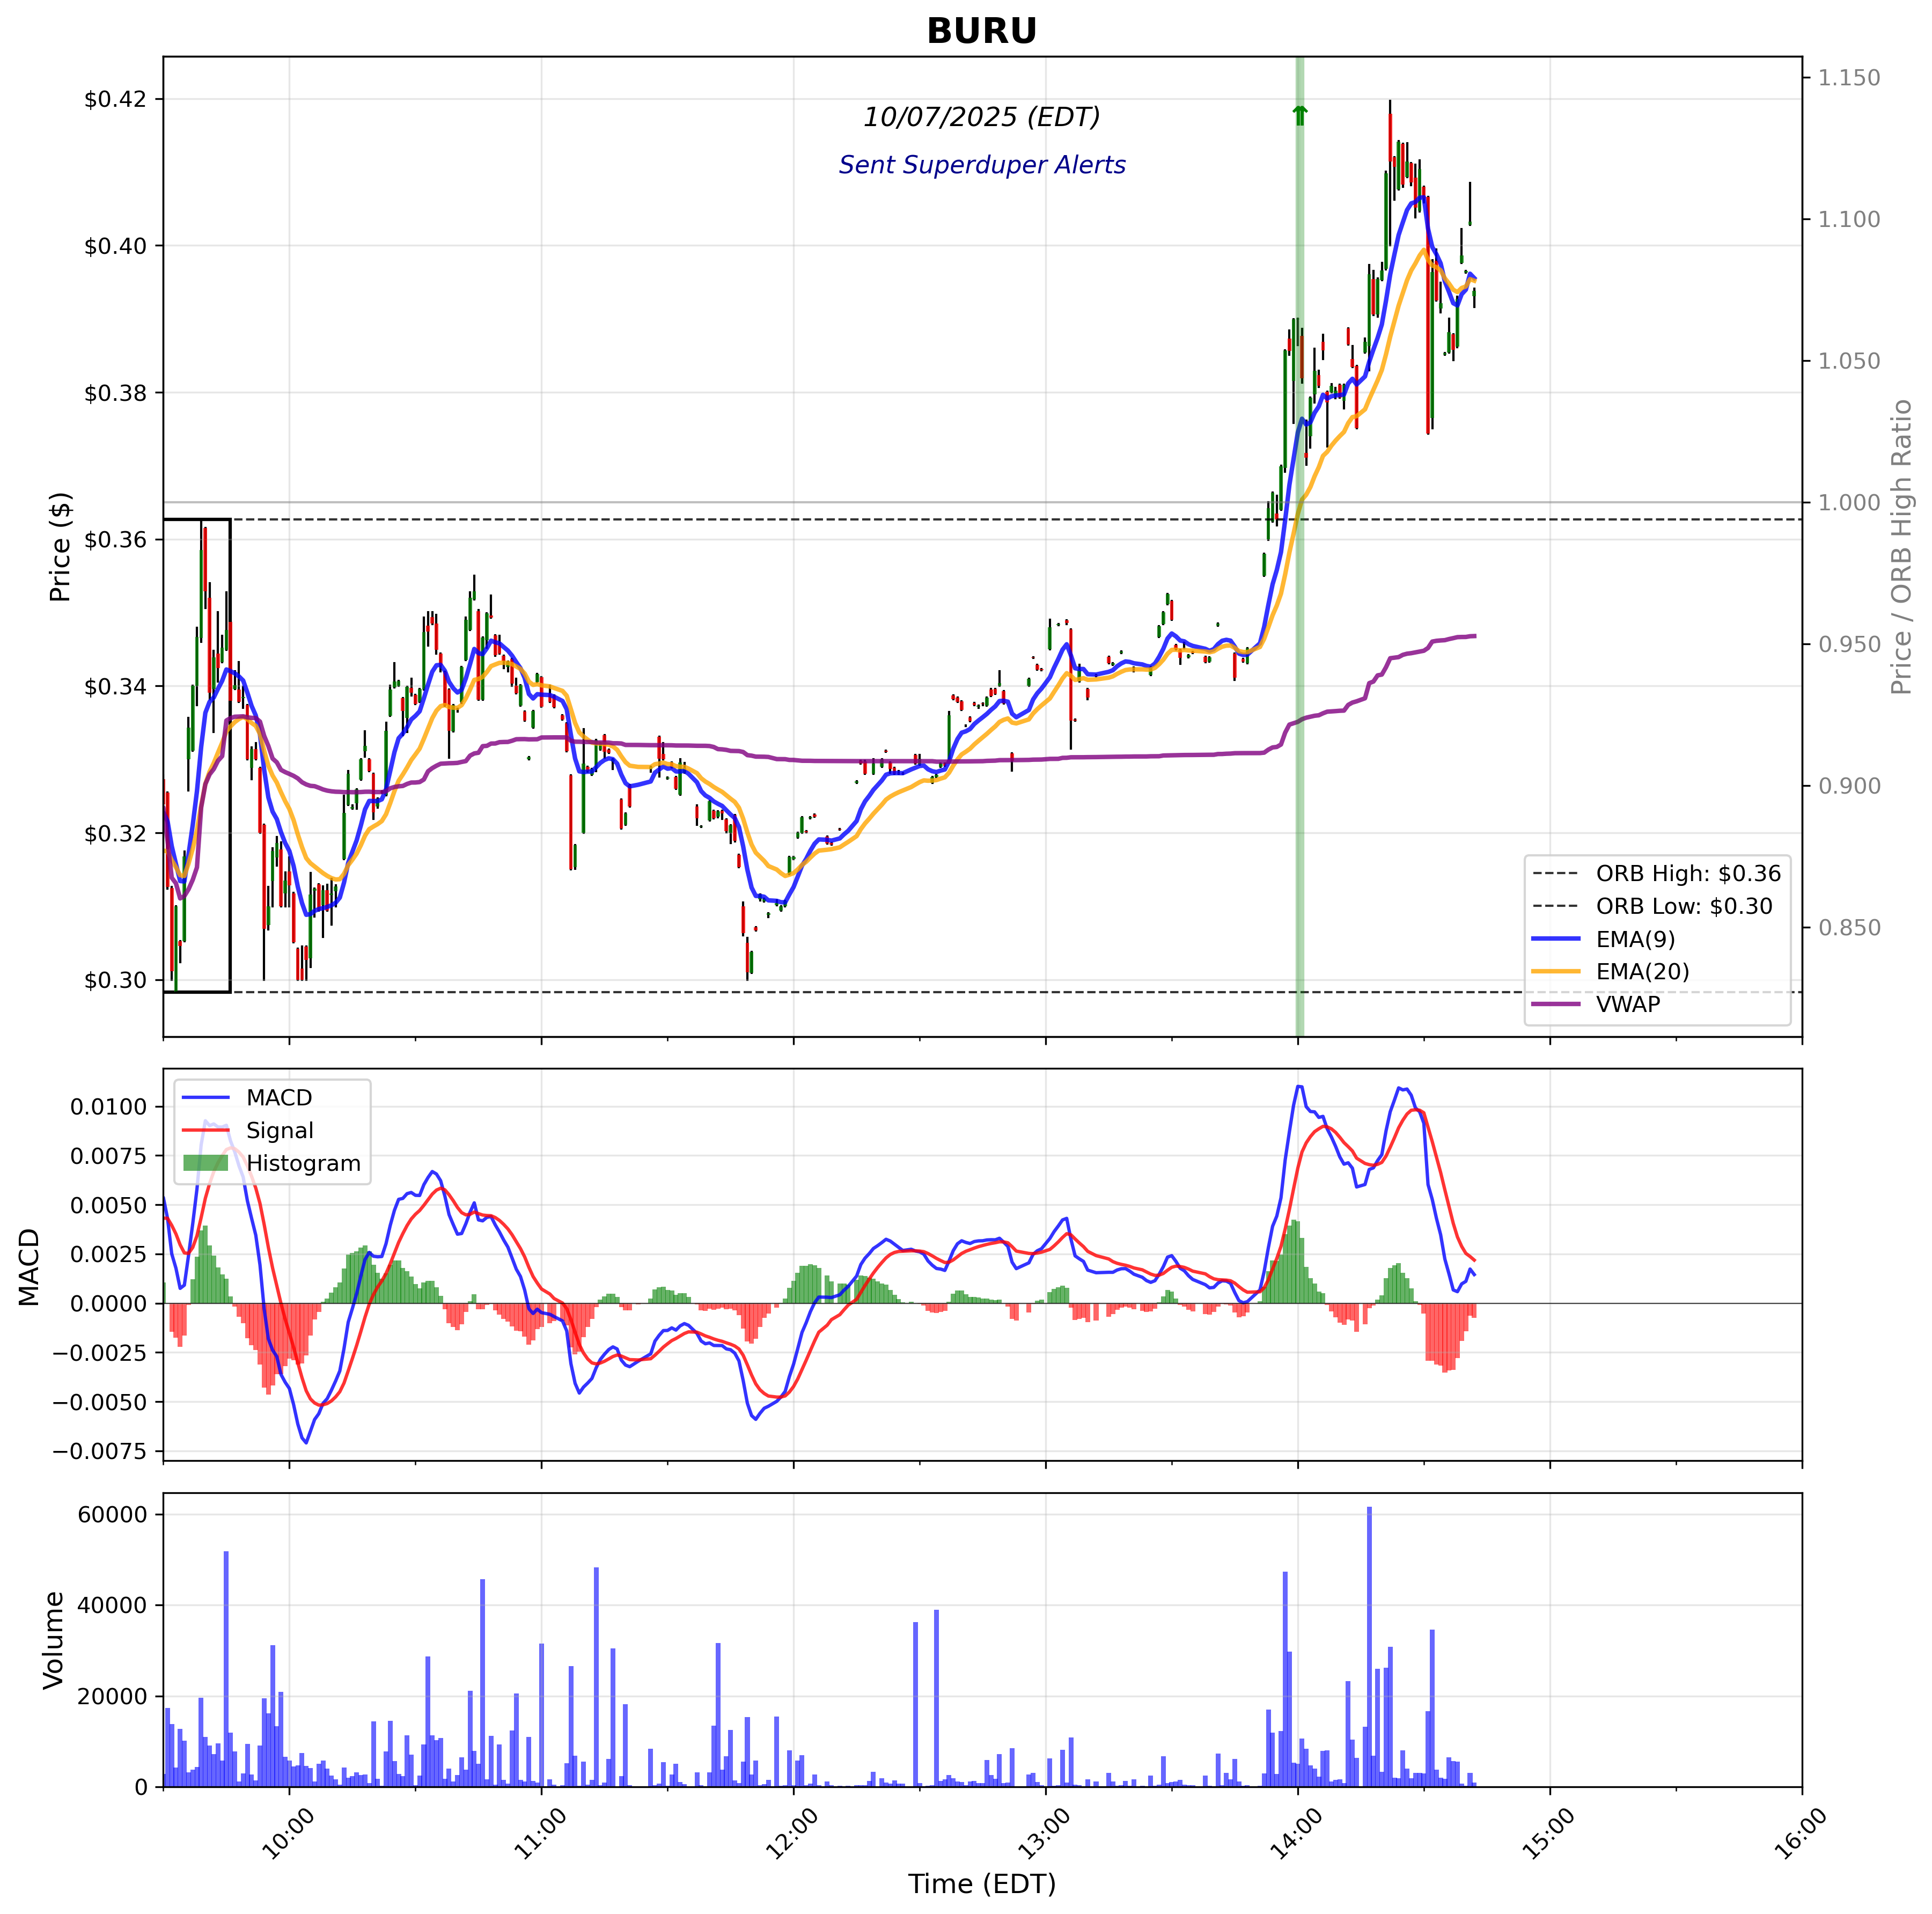 BURU
10/07/2025 (EDT)
Sent Superduper Alerts
$0.42
$0.40
$0.38
$0.36
$0.34
$0.32
$0.30
Price ($)
1.150
1.100
1.050
1.000
0.950
0.900
0.850
Price / ORB High Ratio
ORB High: $0.36
ORB Low: $0.30
EMA(9)
EMA(20)
VWAP
MACD
Signal
Histogram
0.0100
0.0075
0.0050
0.0025
0.0000
−0.0025
−0.0050
−0.0075
MACD
60000
40000
20000
0
Volume
10:00
11:00
12:00
13:00
14:00
15:00
16:00
Time (EDT)